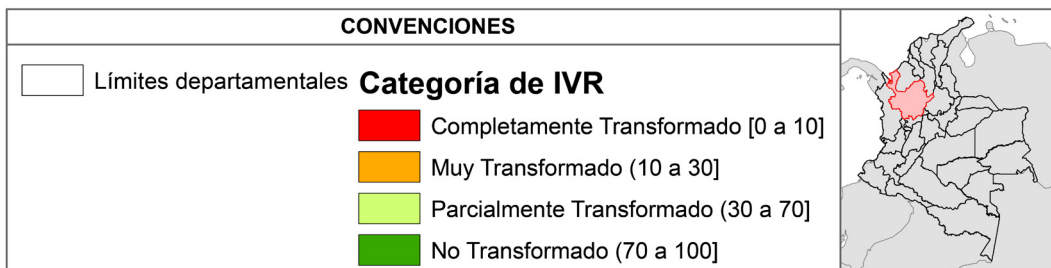 CONVENCIONES
Límites departamentales
Categoría de IVR
Completamente Transformado [0 a 10]
Muy Transformado (10 a 30]
Parcialmente Transformado (30 a 70]
No Transformado (70 a 100]